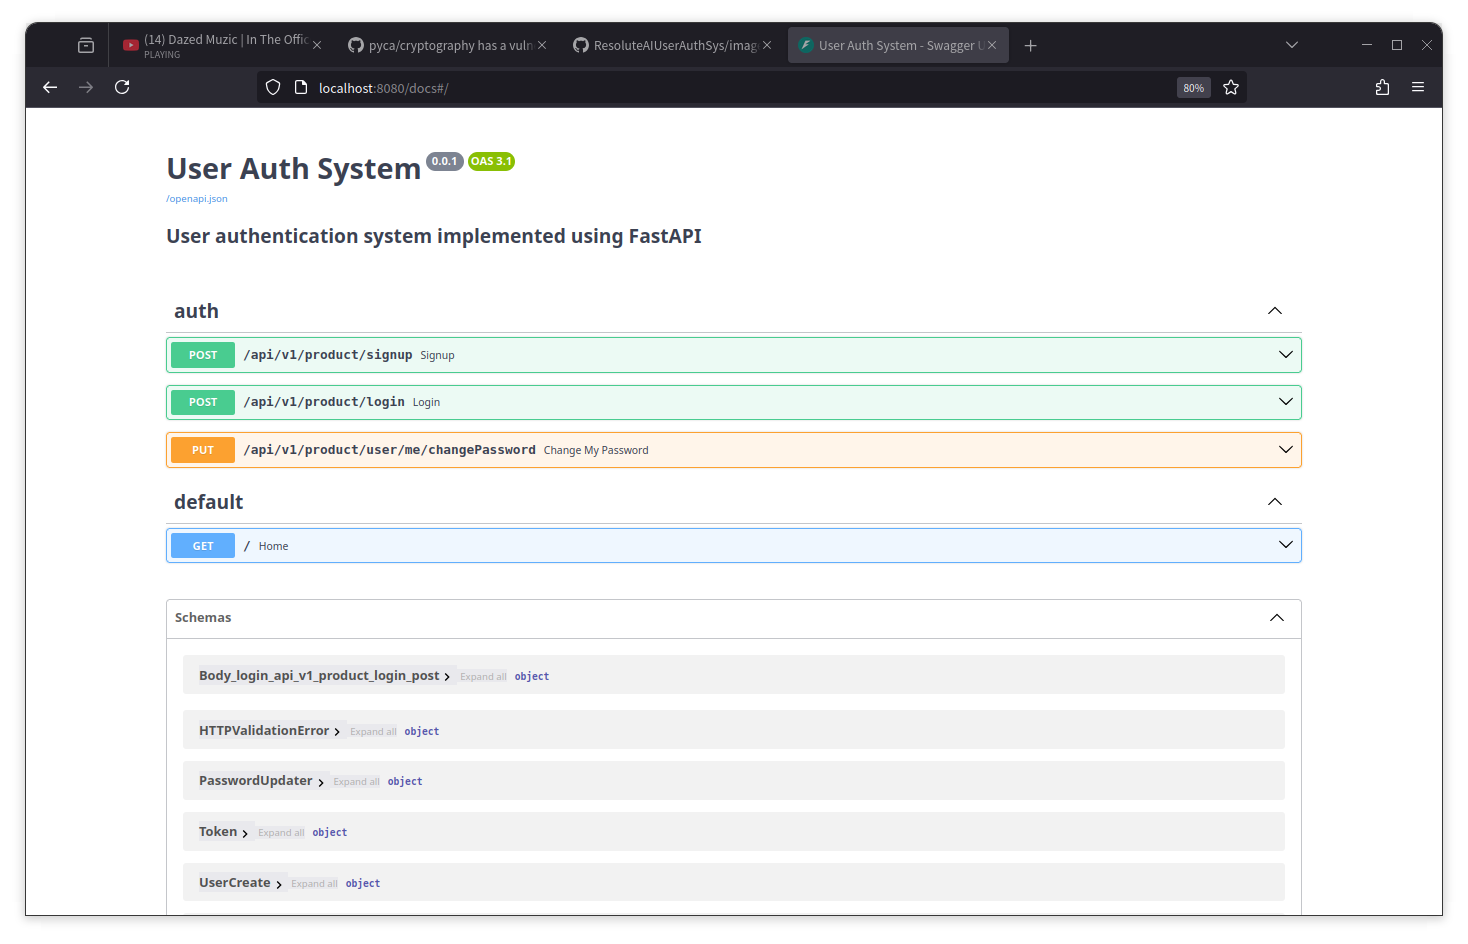 (14) Dazed Muzic | In The Offic
PLAYING
pyca/cryptography has a vuln
ResoluteAIUserAuthSys/imag
User Auth System - Swagger U
localhost:8080/docs#/
80%
User Auth System 0.0.1 OAS 3.1
/openapi.json
User authentication system implemented using FastAPI
auth
POST /api/v1/product/signup Signup
POST /api/v1/product/login Login
PUT /api/v1/product/user/me/changePassword Change My Password
default
GET / Home
Schemas
Body_login_api_v1_product_login_post Expand all object
HTTPValidationError Expand all object
PasswordUpdater Expand all object
Token Expand all object
UserCreate Expand all object